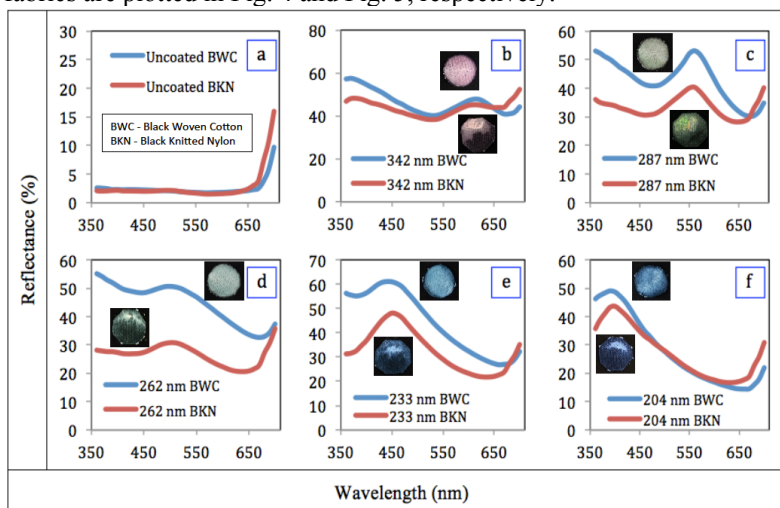 fabrics are plotted in Fig. 4 and Fig. 5, respectively.
Reflectance (%)
30
25
20
15
10
5
0
350 450 550 650
Uncoated BWC
Uncoated BKN
BWC - Black Woven Cotton
BKN - Black Knitted Nylon
a
80
60
40
20
0
350 450 550 650
b
342 nm BWC
342 nm BKN
60
50
40
30
20
10
0
350 450 550 650
c
287 nm BWC
287 nm BKN
60
50
40
30
20
10
0
350 450 550 650
d
262 nm BWC
262 nm BKN
70
60
50
40
30
20
10
0
350 450 550 650
e
233 nm BWC
233 nm BKN
60
50
40
30
20
10
0
350 450 550 650
f
204 nm BWC
204 nm BKN
Wavelength (nm)